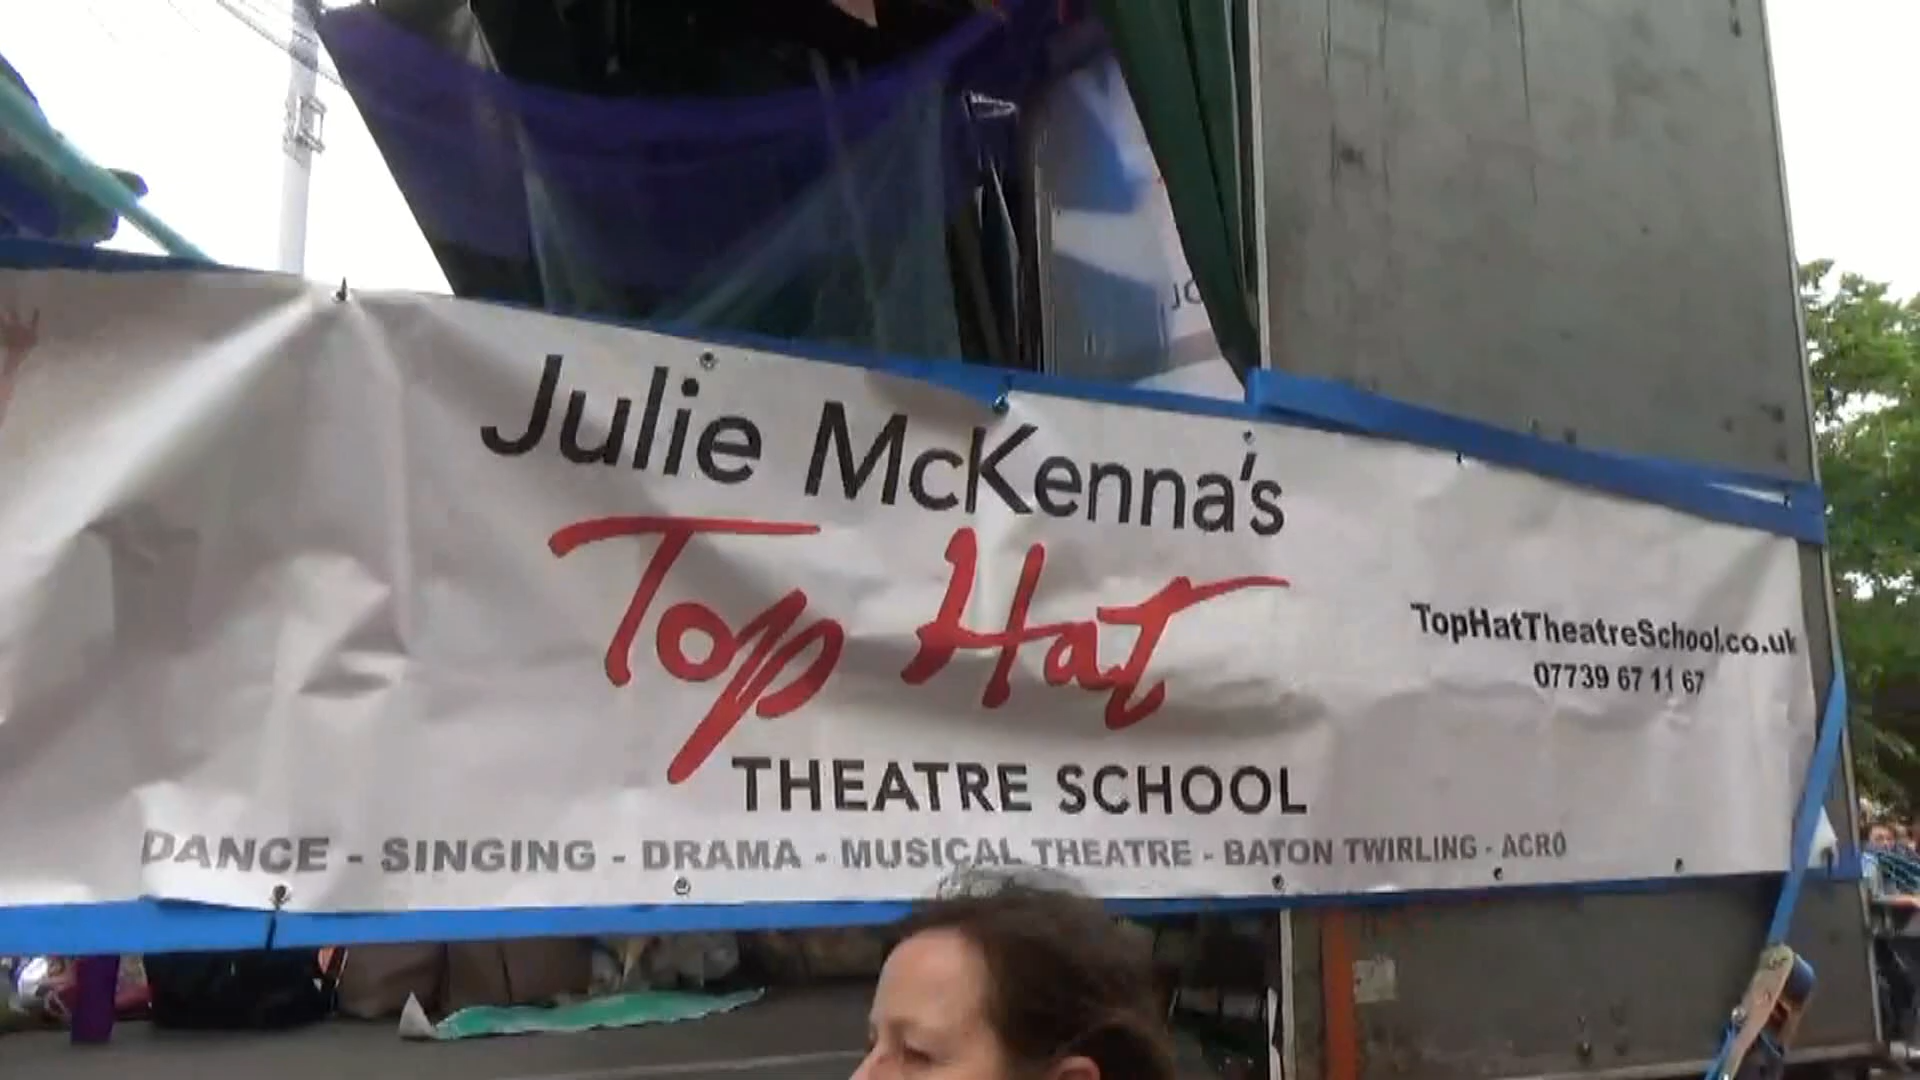 Julie McKenna's
Top Hat
THEATRE SCHOOL
TopHatTheatreSchool.co.uk
07739 67 11 67
DANCE - SINGING - DRAMA - MUSICAL THEATRE - BATON TWIRLING - ACRO